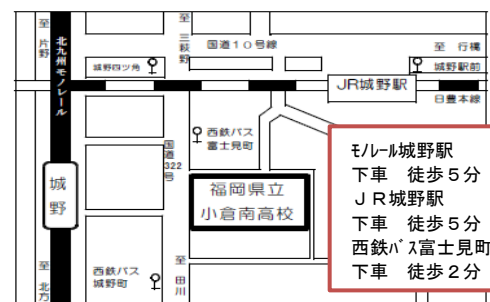 至 片野
北九州モノレール
至 三萩野
国道10号線
至 行橋
城野四ツ角
城野駅前
JR城野駅
日豊本線
国道322号
西鉄バス
富士見町
城野
福岡県立
小倉南高校
ﾓﾉﾚｰﾙ城野駅
下車 徒歩5分
JR城野駅
下車 徒歩5分
西鉄ﾊﾞｽ富士見町
下車 徒歩2分
至 北方
西鉄バス
城野町
至 田川